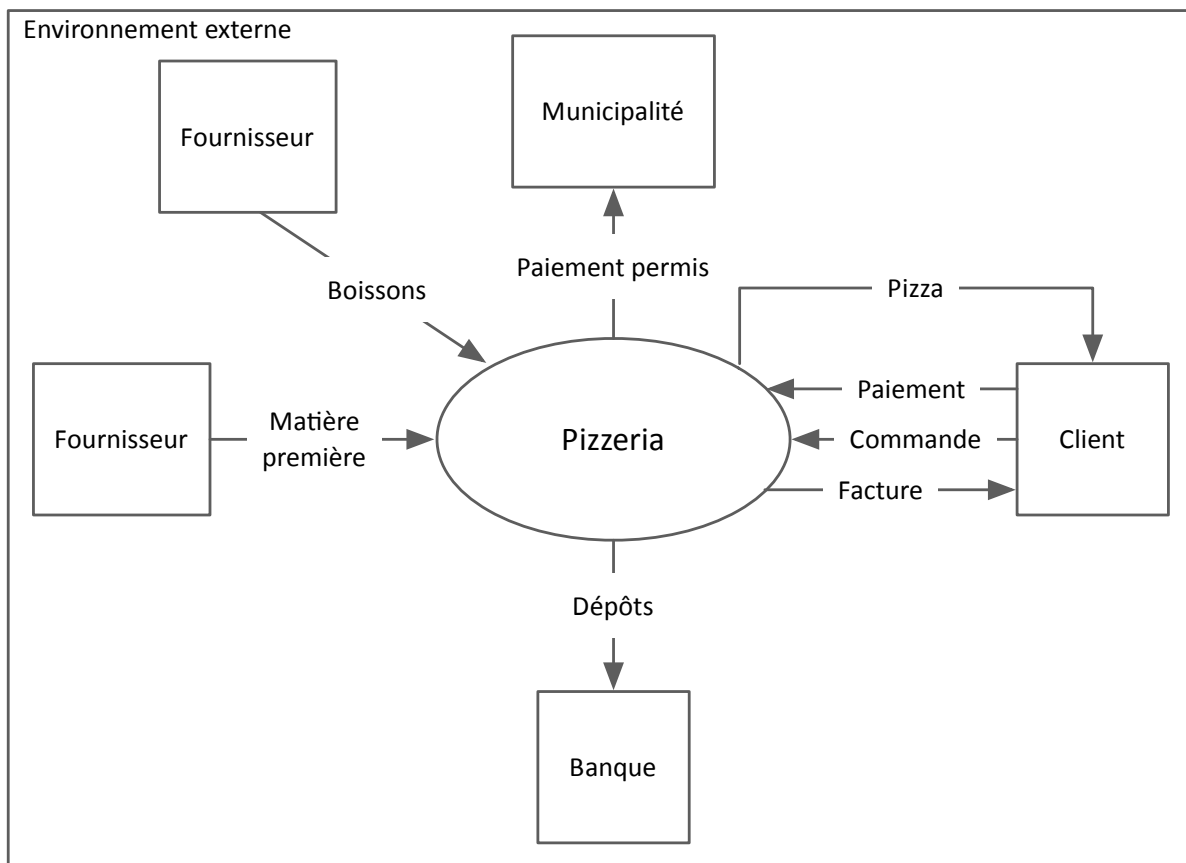 Environnement externe
Fournisseur
Municipalité
Paiement permis
Boissons
Pizza
Fournisseur
Matière
première
Pizzeria
Paiement
Commande
Facture
Client
Dépôts
Banque